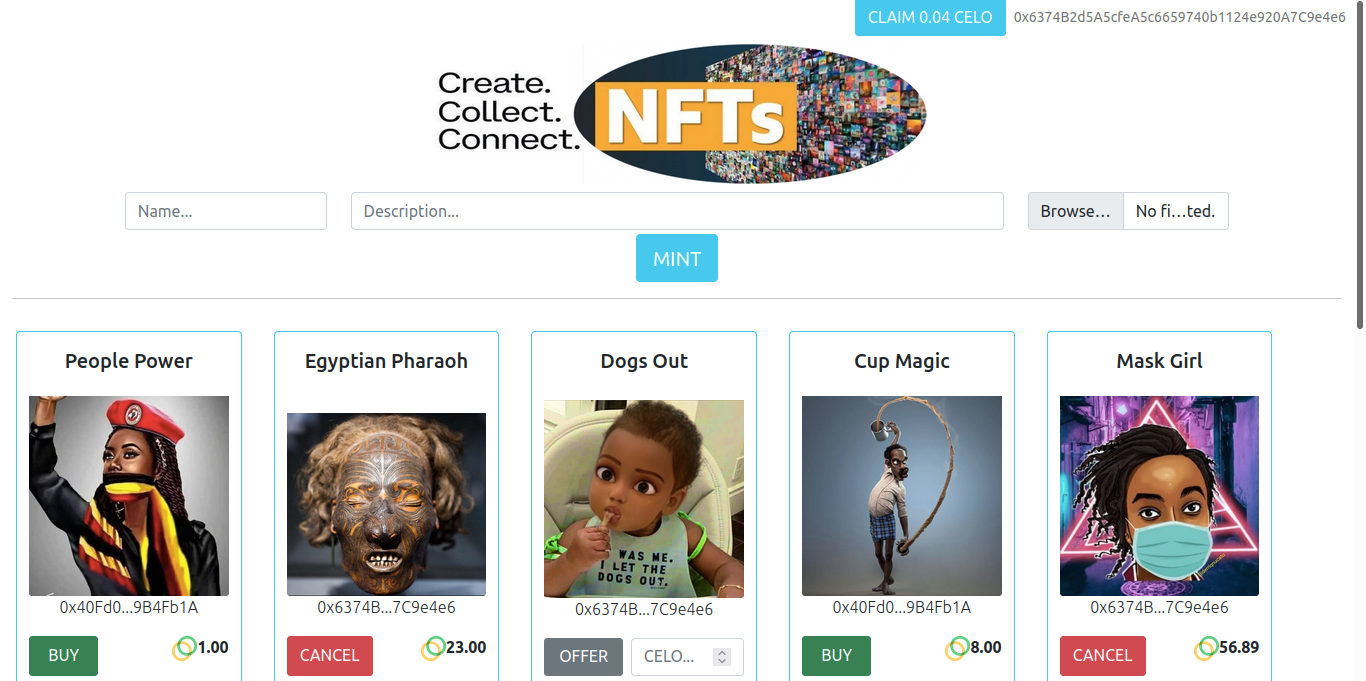 CLAIM 0.04 CELO
0x6374B2d5A5cfeA5c6659740b1124e920A7C9e4e6
Create.
Collect.
Connect.
NFTs
Name...
Description...
Browse...
No fi...ted.
MINT
People Power
Egyptian Pharaoh
Dogs Out
Cup Magic
Mask Girl
WAS ME.
I LET THE
DOGS OUT.
0x40Fd0...9B4Fb1A
0x6374B...7C9e4e6
0x6374B...7C9e4e6
0x40Fd0...9B4Fb1A
0x6374B...7C9e4e6
BUY
1.00
CANCEL
23.00
OFFER
CELO...
BUY
8.00
CANCEL
56.89